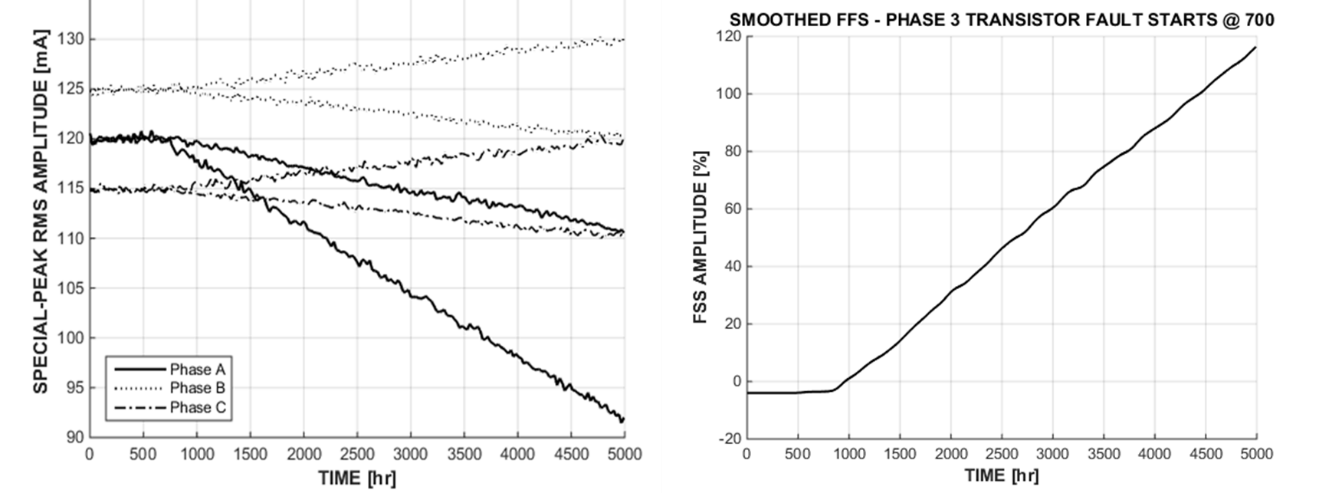 SPECIAL-PEAK RMS AMPLITUDE [mA]
130
125
120
115
110
105
100
95
90
Phase A
Phase B
Phase C
0 500 1000 1500 2000 2500 3000 3500 4000 4500 5000
TIME [hr]
SMOOTHED FFS - PHASE 3 TRANSISTOR FAULT STARTS @ 700
FSS AMPLITUDE [%]
120
100
80
60
40
20
0
-20
0 500 1000 1500 2000 2500 3000 3500 4000 4500 5000
TIME [hr]